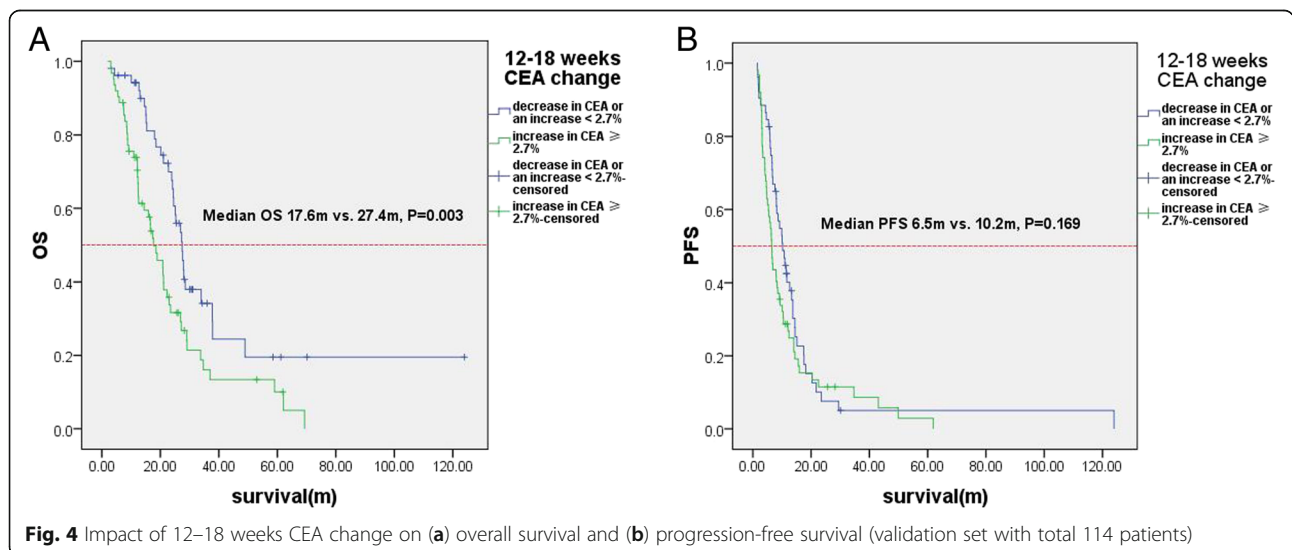 A
1.0
0.8
0.6
0.4
0.2
0.0
OS
Median OS 17.6m vs. 27.4m, P=0.003
0.00 20.00 40.00 60.00 80.00 100.00 120.00
survival(m)
12-18 weeks
CEA change
decrease in CEA or
an increase < 2.7%
increase in CEA ≥
2.7%
decrease in CEA or
an increase < 2.7%-
censored
increase in CEA ≥
2.7%-censored
B
1.0
0.8
0.6
0.4
0.2
0.0
PFS
Median PFS 6.5m vs. 10.2m, P=0.169
0.00 20.00 40.00 60.00 80.00 100.00 120.00
survival(m)
12-18 weeks
CEA change
decrease in CEA or
an increase < 2.7%
increase in CEA ≥
2.7%
decrease in CEA or
an increase < 2.7%-
censored
increase in CEA ≥
2.7%-censored
Fig. 4 Impact of 12–18 weeks CEA change on (a) overall survival and (b) progression-free survival (validation set with total 114 patients)